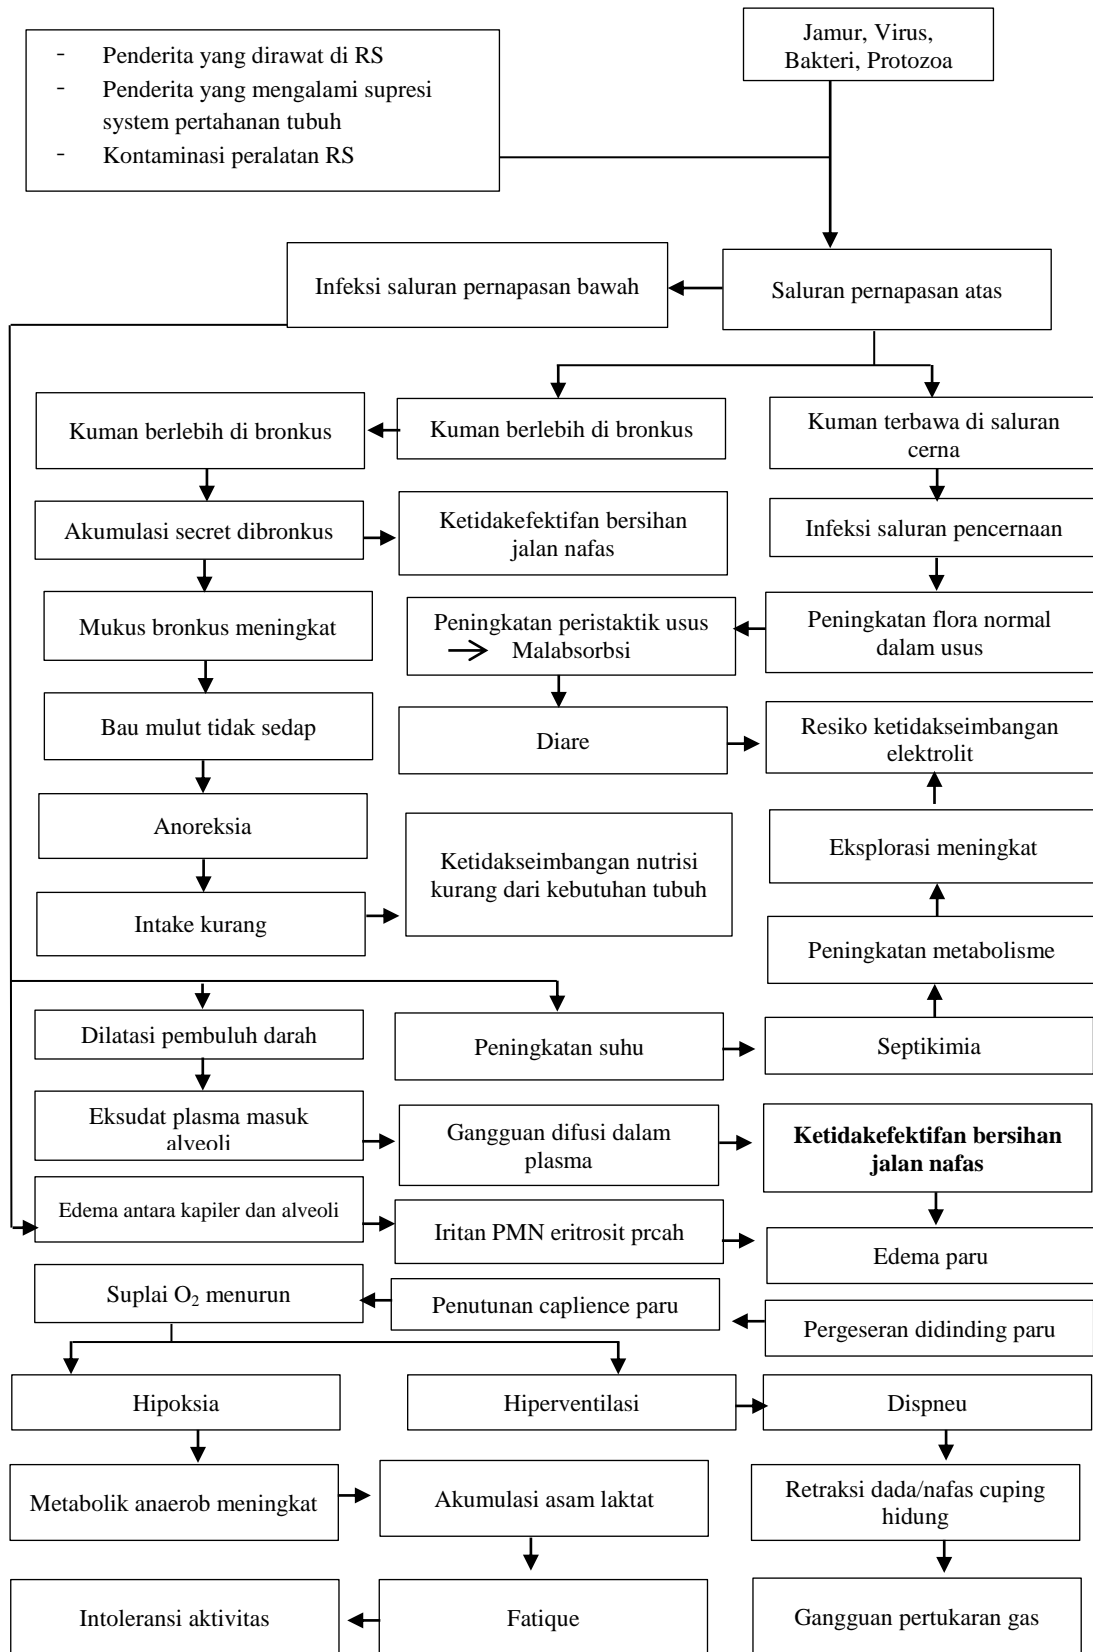 Jamur, Virus,
Bakteri, Protozoa
- Penderita yang dirawat di RS
- Penderita yang mengalami supresi
system pertahanan tubuh
- Kontaminasi peralatan RS
Infeksi saluran pernapasan bawah
Saluran pernapasan atas
Kuman berlebih di bronkus
Kuman berlebih di bronkus
Kuman terbawa di saluran
cerna
Akumulasi secret dibronkus
Ketidakefektifan bersihan
jalan nafas
Infeksi saluran pencernaan
Mukus bronkus meningkat
Peningkatan peristaktik usus
→ Malabsorbsi
Peningkatan flora normal
dalam usus
Bau mulut tidak sedap
Diare
Resiko ketidakseimbangan
elektrolit
Anoreksia
Ketidakseimbangan nutrisi
kurang dari kebutuhan tubuh
Eksplorasi meningkat
Intake kurang
Peningkatan metabolisme
Dilatasi pembuluh darah
Peningkatan suhu
Septikimia
Eksudat plasma masuk
alveoli
Gangguan difusi dalam
plasma
Ketidakefektifan bersihan
jalan nafas
Edema antara kapiler dan alveoli
Iritan PMN eritrosit prcah
Edema paru
Suplai O₂ menurun
Penutunan caplience paru
Pergeseran didinding paru
Hipoksia
Hiperventilasi
Dispneu
Metabolik anaerob meningkat
Akumulasi asam laktat
Retraksi dada/nafas cuping
hidung
Intoleransi aktivitas
Fatique
Gangguan pertukaran gas